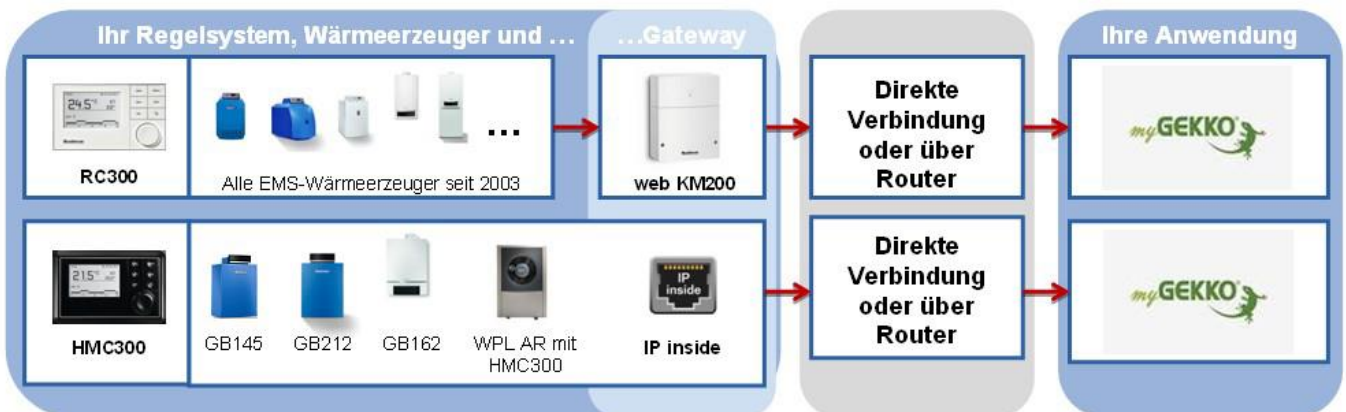 Ihr Regelsystem, Wärmeerzeuger und ...
...Gateway
Ihre Anwendung
24.5°C
RC300
...
Alle EMS-Wärmeerzeuger seit 2003
web KM200
Direkte
Verbindung
oder über
Router
myGEKKO
21.5°C
HMC300
GB145
GB212
GB162
WPL AR mit
HMC300
IP
inside
IP inside
Direkte
Verbindung
oder über
Router
myGEKKO